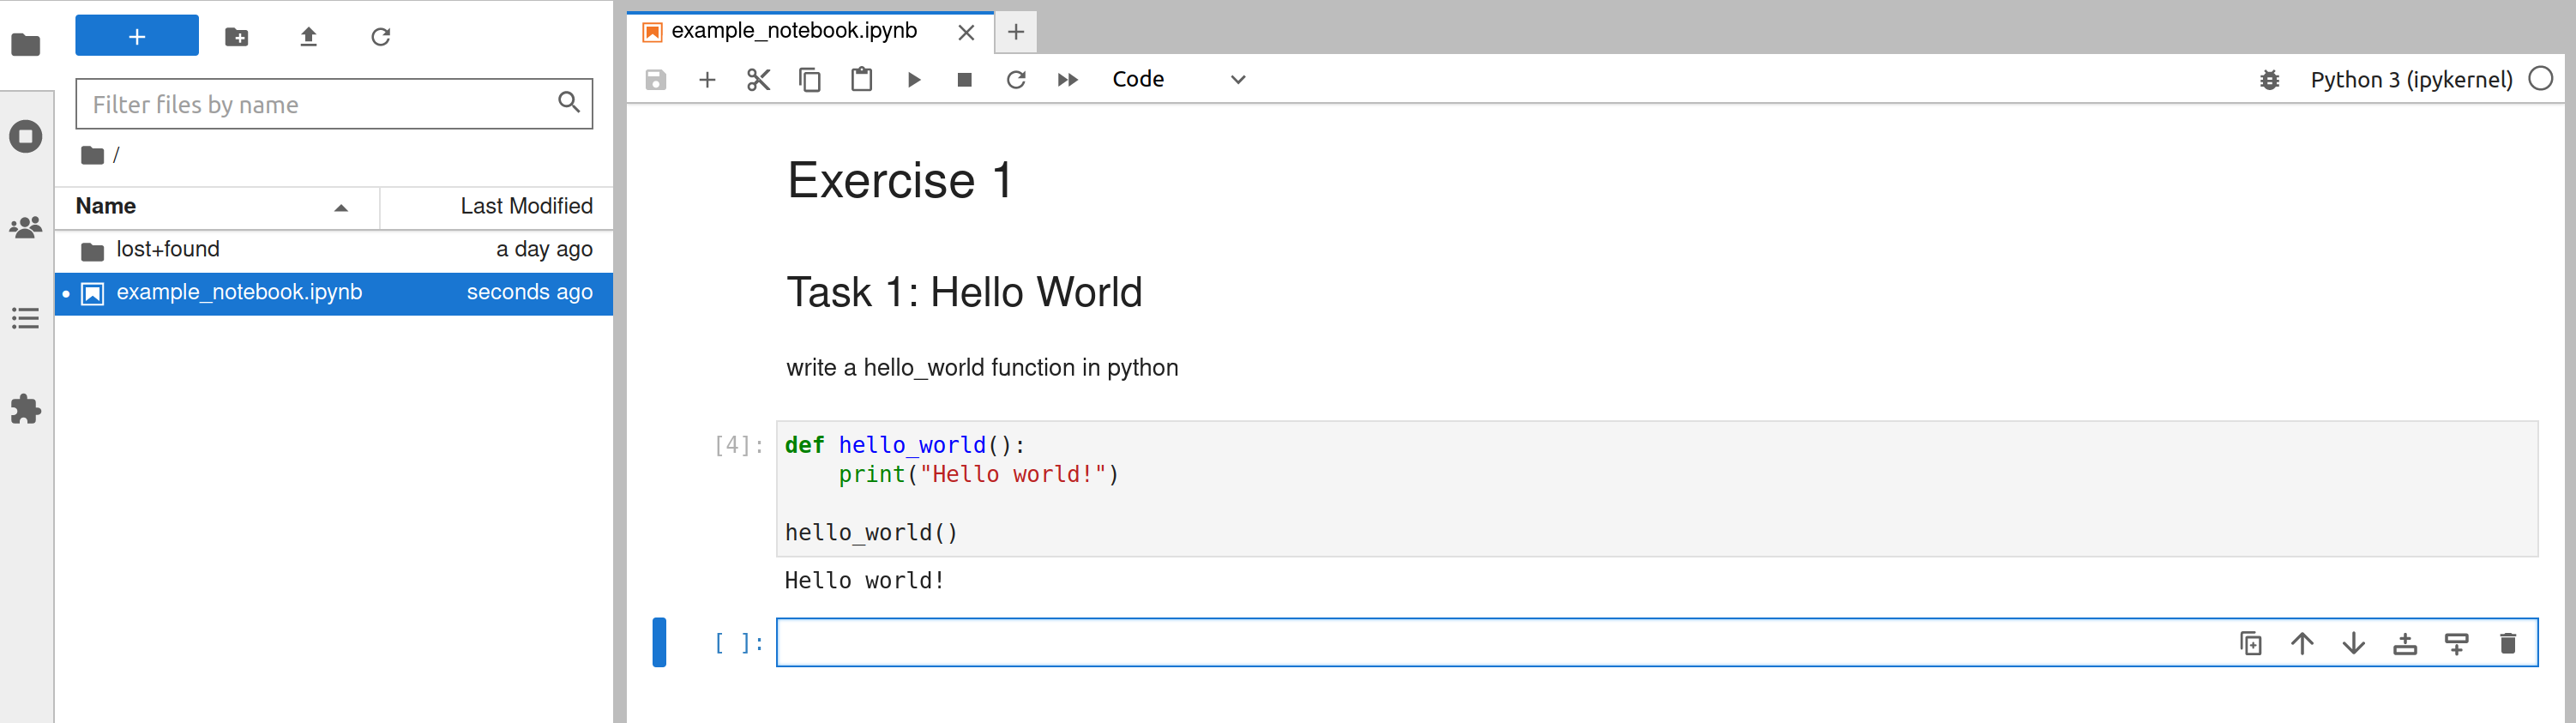 Filter files by name
/
Name Last Modified
lost+found a day ago
example_notebook.ipynb seconds ago
example_notebook.ipynb
Code Python 3 (ipykernel)
Exercise 1
Task 1: Hello World
write a hello_world function in python
[4]: def hello_world():
    print("Hello world!")
hello_world()
Hello world!
[ ]: